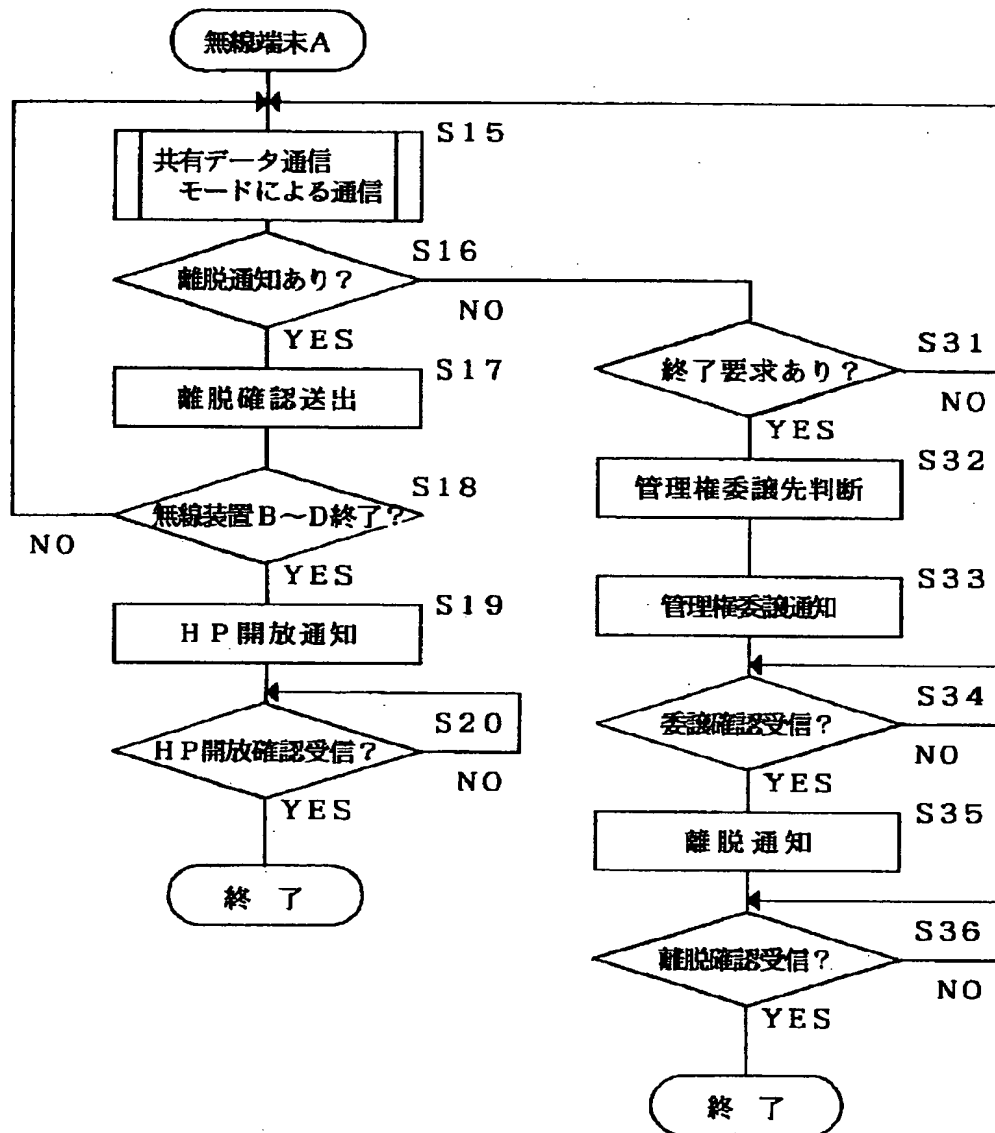 無線端末A
S15
共有データ通信
モードによる通信
S16
離脱通知あり？
NO
YES
S17
離脱確認送出
S18
無線装置B～D終了？
NO
YES
S19
HP開放通知
S20
HP開放確認受信？
NO
YES
終了
S31
終了要求あり？
NO
YES
S32
管理権委譲先判断
S33
管理権委譲通知
S34
委譲確認受信？
NO
YES
S35
離脱通知
S36
離脱確認受信？
NO
YES
終了